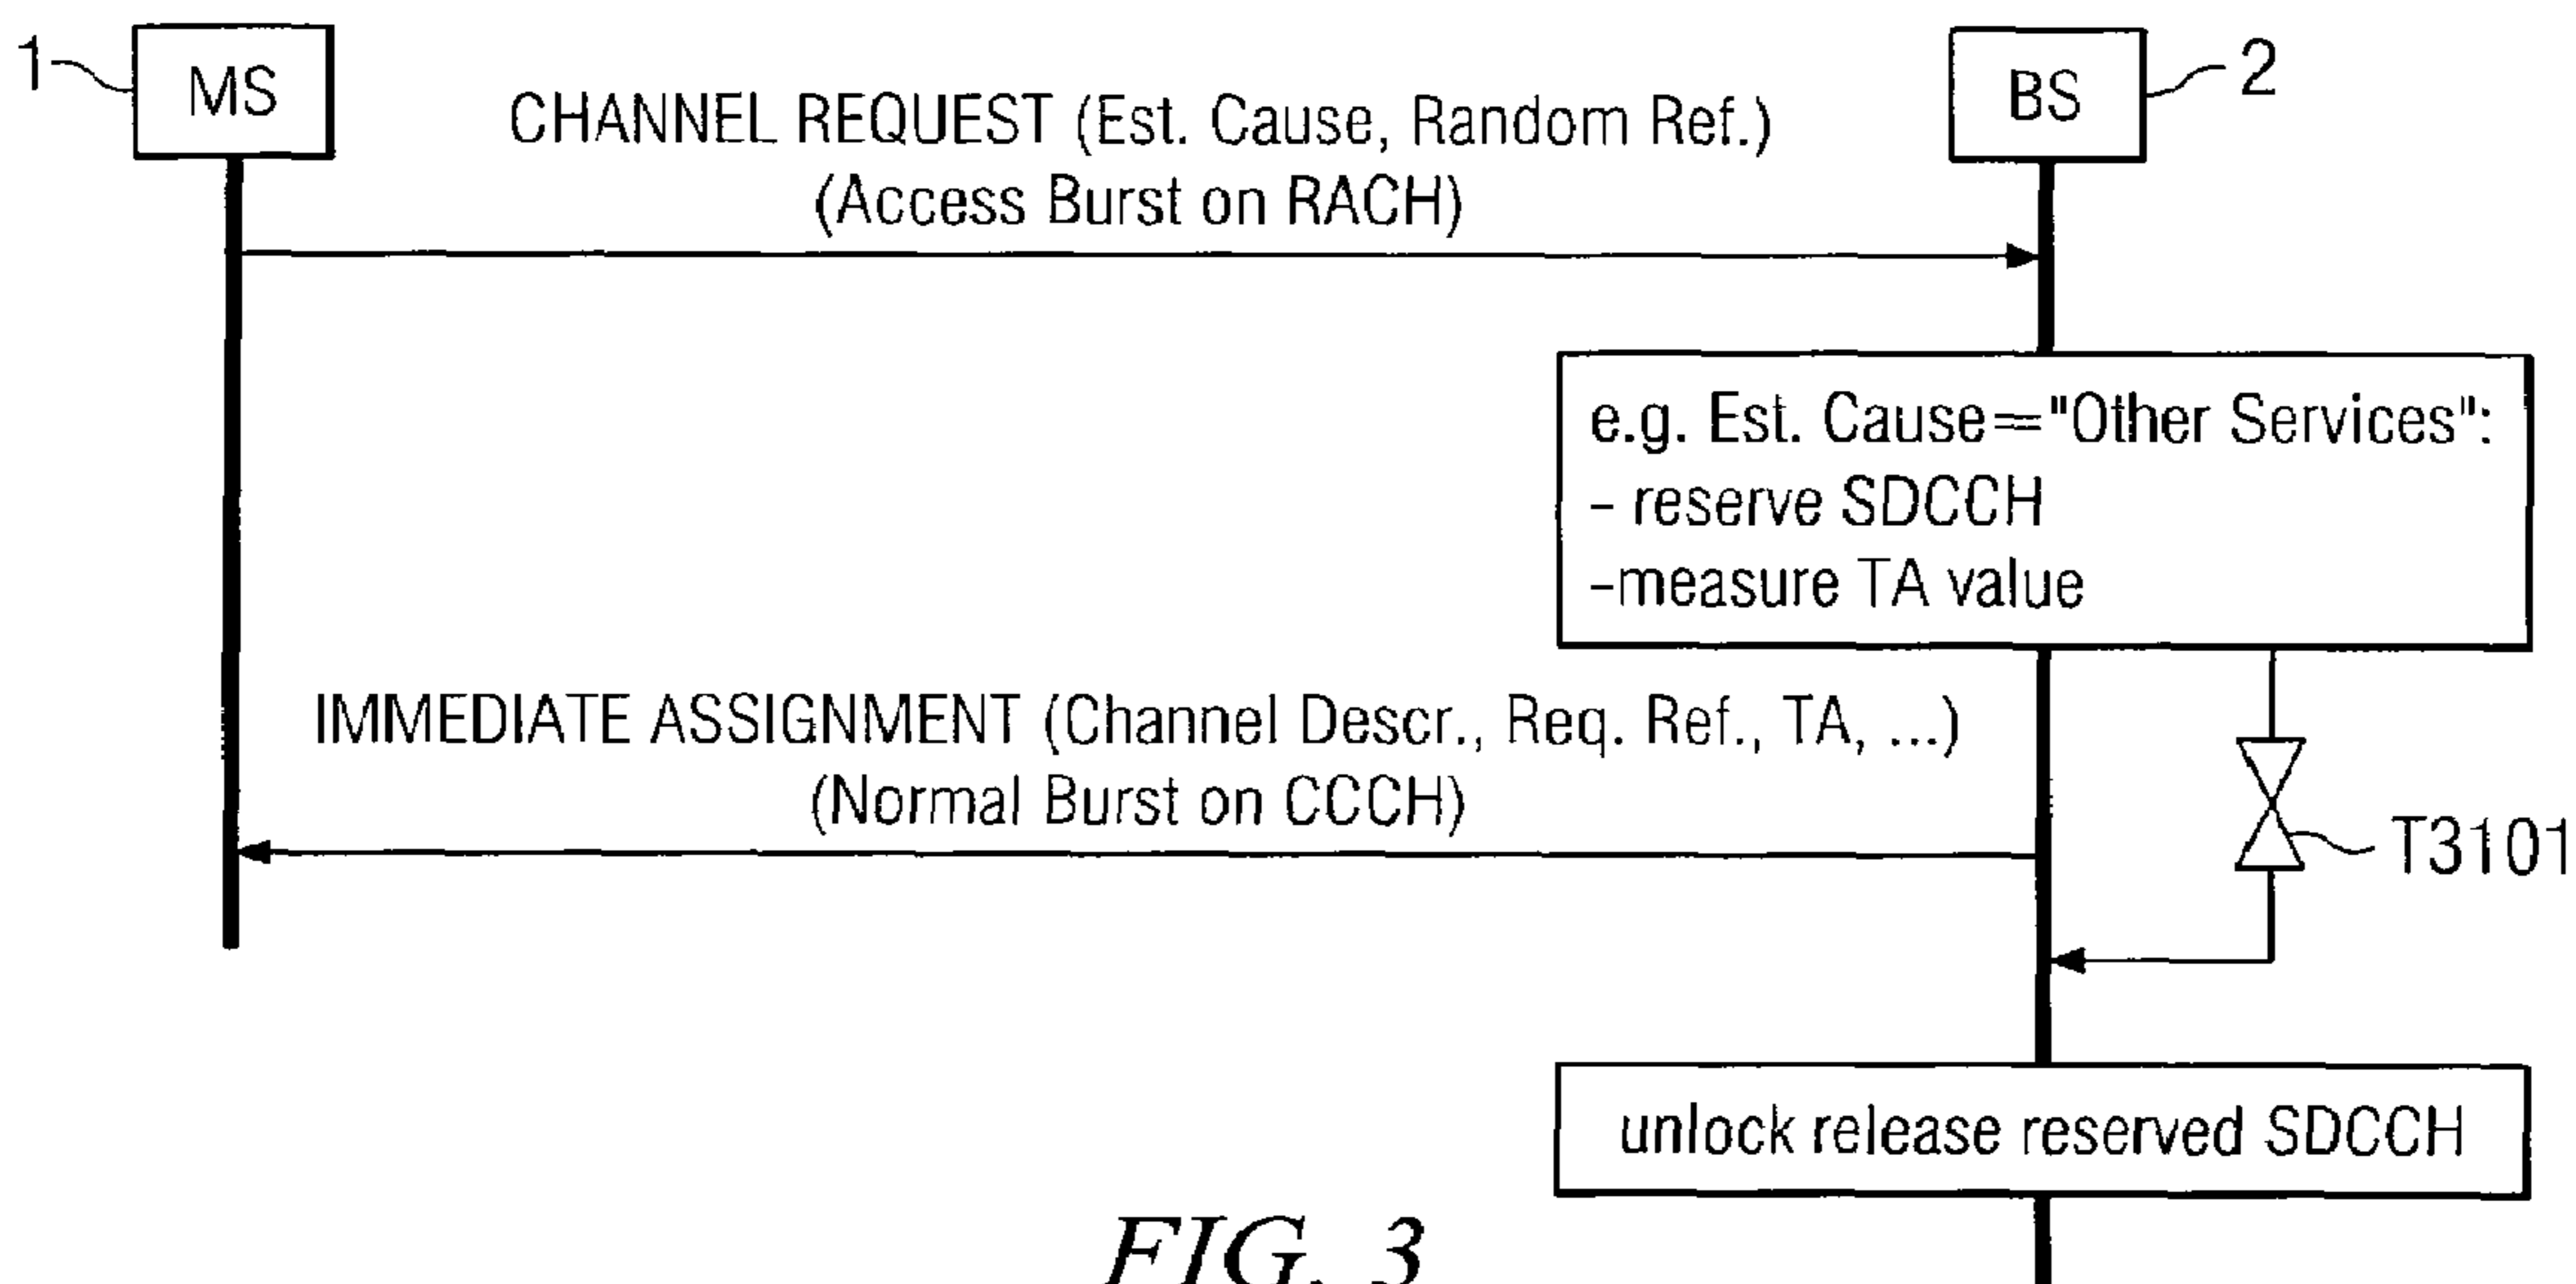 1
MS
BS
2
CHANNEL REQUEST (Est. Cause, Random Ref.)
(Access Burst on RACH)
e.g. Est. Cause="Other Services":
- reserve SDCCH
-measure TA value
IMMEDIATE ASSIGNMENT (Channel Descr., Req. Ref., TA, ...)
(Normal Burst on CCCH)
T3101
unlock release reserved SDCCH
FIG. 3